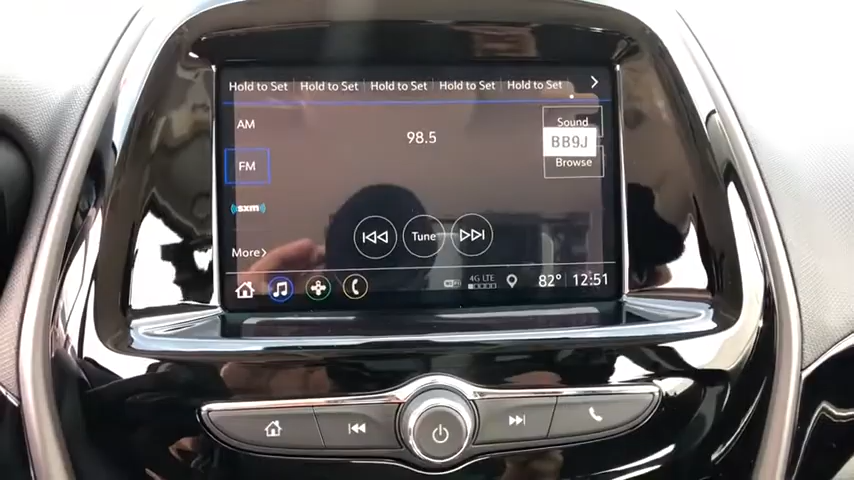 Hold to Set Hold to Set Hold to Set Hold to Set Hold to Set
AM
98.5
Sound
BB9J
FM
Browse
sxm
Tune
More
4G LTE
82° 12:51